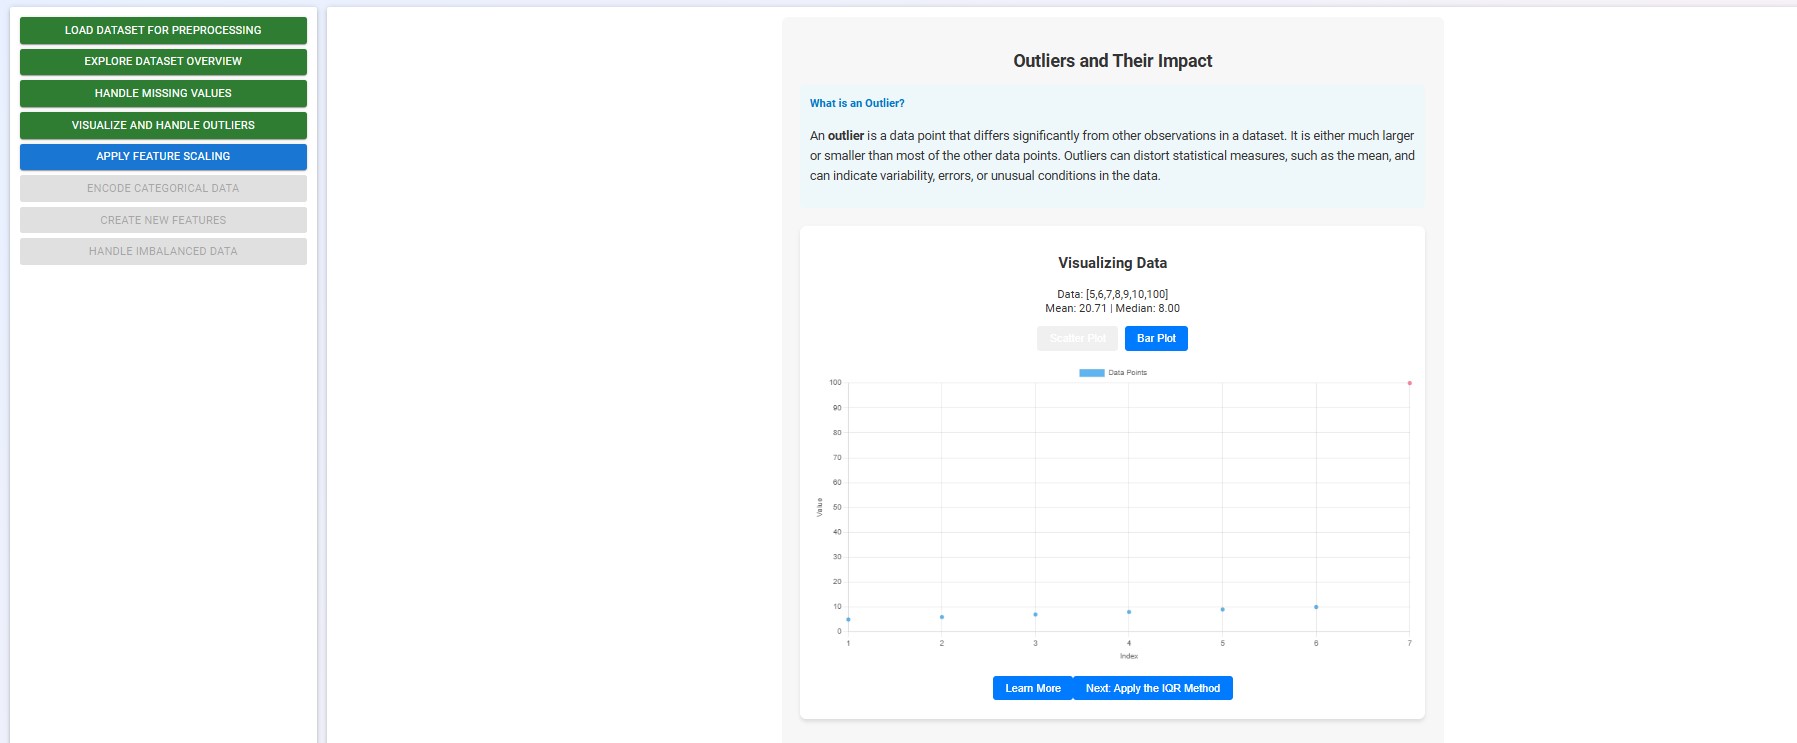 LOAD DATASET FOR PREPROCESSING
EXPLORE DATASET OVERVIEW
HANDLE MISSING VALUES
VISUALIZE AND HANDLE OUTLIERS
APPLY FEATURE SCALING
ENCODE CATEGORICAL DATA
CREATE NEW FEATURES
HANDLE IMBALANCED DATA
Outliers and Their Impact
What is an Outlier?
An outlier is a data point that differs significantly from other observations in a dataset. It is either much larger
or smaller than most of the other data points. Outliers can distort statistical measures, such as the mean, and
can indicate variability, errors, or unusual conditions in the data.
Visualizing Data
Data: [5,6,7,8,9,10,100]
Mean: 20.71 | Median: 8.00
Scatter Plot Bar Plot
Data Points
100
90
80
70
60
50
40
30
20
10
0
Value
1 2 3 4 5 6 7
Index
Learn More Next: Apply the IQR Method